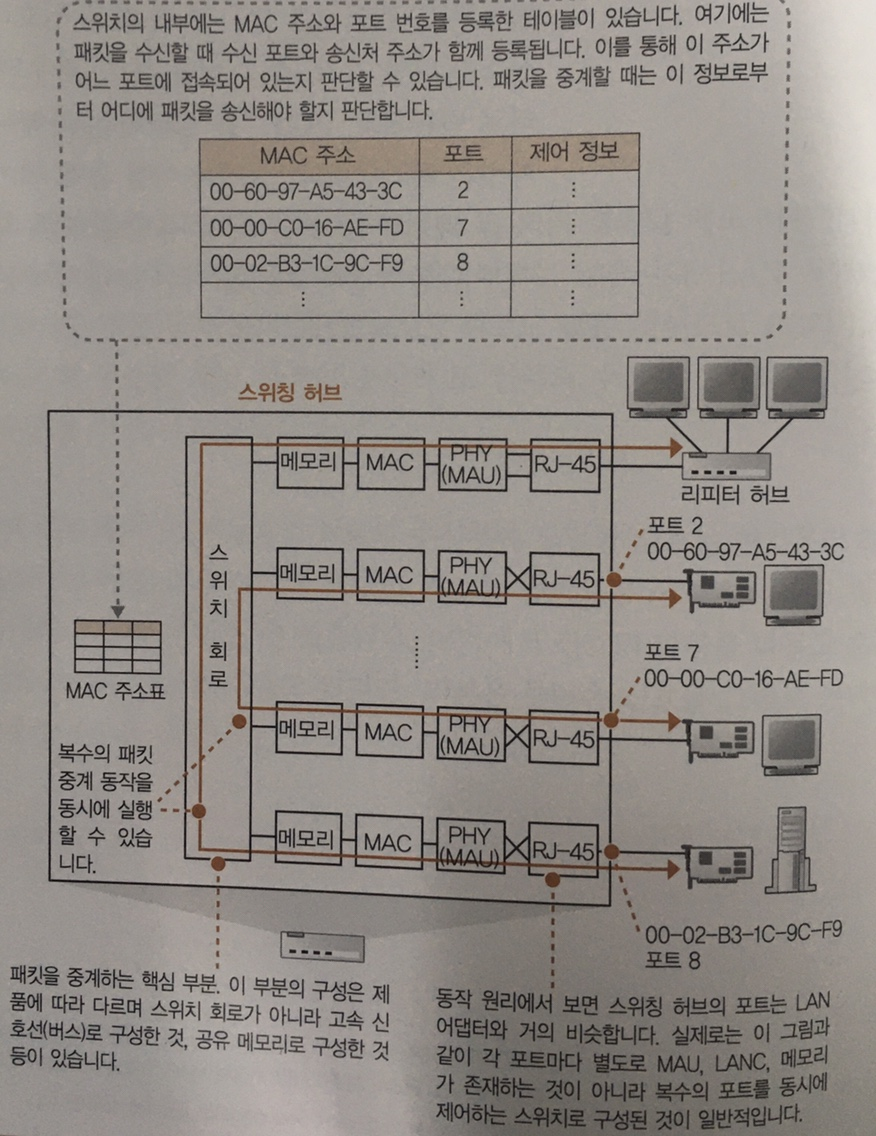 스위치의 내부에는 MAC 주소와 포트 번호를 등록한 테이블이 있습니다. 여기에는
패킷을 수신할 때 수신 포트와 송신처 주소가 함께 등록됩니다. 이를 통해 이 주소가
어느 포트에 접속되어 있는지 판단할 수 있습니다. 패킷을 중계할 때는 이 정보로부
터 어디에 패킷을 송신해야 할지 판단합니다.
MAC 주소 포트 제어 정보
00-60-97-A5-43-3C 2 ⋮
00-00-C0-16-AE-FD 7 ⋮
00-02-B3-1C-9C-F9 8 ⋮
⋮ ⋮ ⋮
스위칭 허브
메모리 MAC PHY (MAU) RJ-45
리피터 허브
포트 2
00-60-97-A5-43-3C
메모리 MAC PHY (MAU) RJ-45
스위치 회로
MAC 주소표
포트 7
00-00-C0-16-AE-FD
메모리 MAC PHY (MAU) RJ-45
복수의 패킷
중계 동작을
동시에 실행
할 수 있습
니다.
메모리 MAC PHY (MAU) RJ-45
00-02-B3-1C-9C-F9
포트 8
패킷을 중계하는 핵심 부분. 이 부분의 구성은 제
품에 따라 다르며 스위치 회로가 아니라 고속 신
호선(버스)로 구성한 것, 공유 메모리로 구성한 것
등이 있습니다.
동작 원리에서 보면 스위칭 허브의 포트는 LAN
어댑터와 거의 비슷합니다. 실제로는 이 그림과
같이 각 포트마다 별도로 MAU, LANC, 메모리
가 존재하는 것이 아니라 복수의 포트를 동시에
제어하는 스위치로 구성된 것이 일반적입니다.